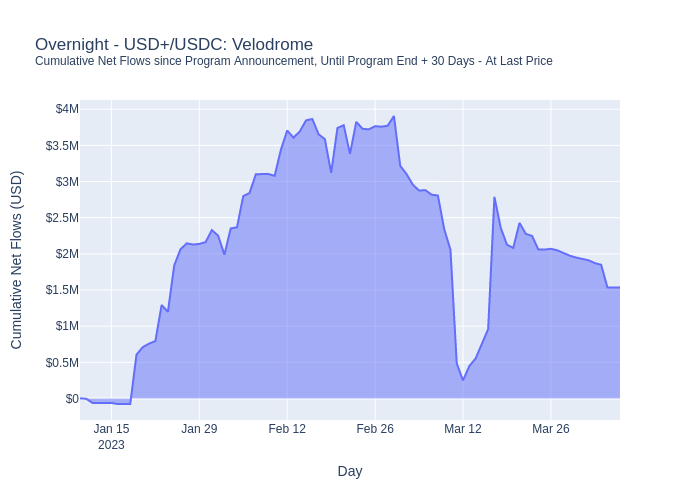 Overnight - USD+/USDC: Velodrome
Cumulative Net Flows since Program Announcement, Until Program End + 30 Days - At Last Price
$4M
$3.5M
$3M
$2.5M
$2M
$1.5M
$1M
$0.5M
$0
Cumulative Net Flows (USD)
Jan 15 Jan 29 Feb 12 Feb 26 Mar 12 Mar 26
2023
Day